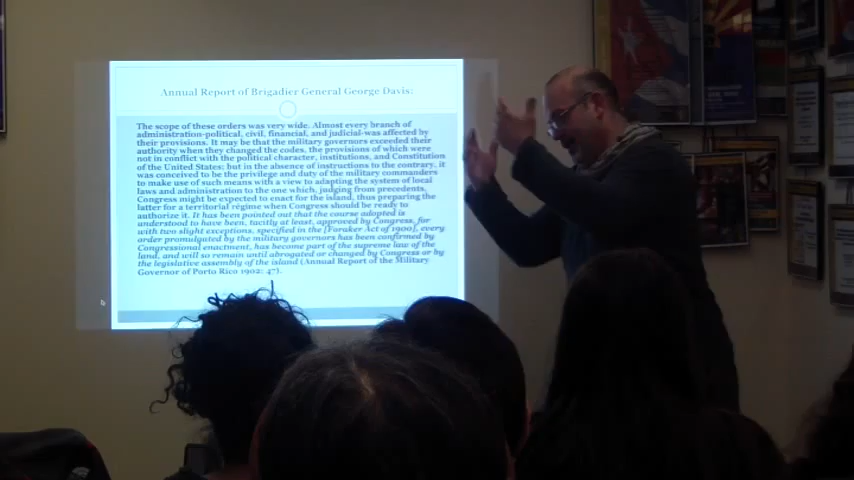 Annual Report of Brigadier General George Davis:
The scope of these orders was very wide. Almost every branch of
administration-political, civil, financial, and judicial-was affected by
their provisions. It may be that the military governors exceeded their
authority when they changed the codes, the provisions of which were
not in conflict with the political character, institutions, and Constitution
of the United States; but in the absence of instructions to the contrary, it
was conceived to be the privilege and duty of the military commanders
to make use of such means with a view to adapting the system of local
laws and administration to the one which, judging from precedents,
Congress might be expected to enact for the island, thus preparing the
latter for a territorial régime when Congress should be ready to
authorize it. It has been pointed out that the course adopted is
understood to have been, tacitly at least, approved by Congress, for
with two slight exceptions, specified in the [Foraker Act of 1900], every
order promulgated by the military governors has been confirmed by
Congressional enactment, has become part of the supreme law of the
land, and will so remain until abrogated or changed by Congress or by
the legislative assembly of the island (Annual Report of the Military
Governor of Porto Rico 1902: 47).